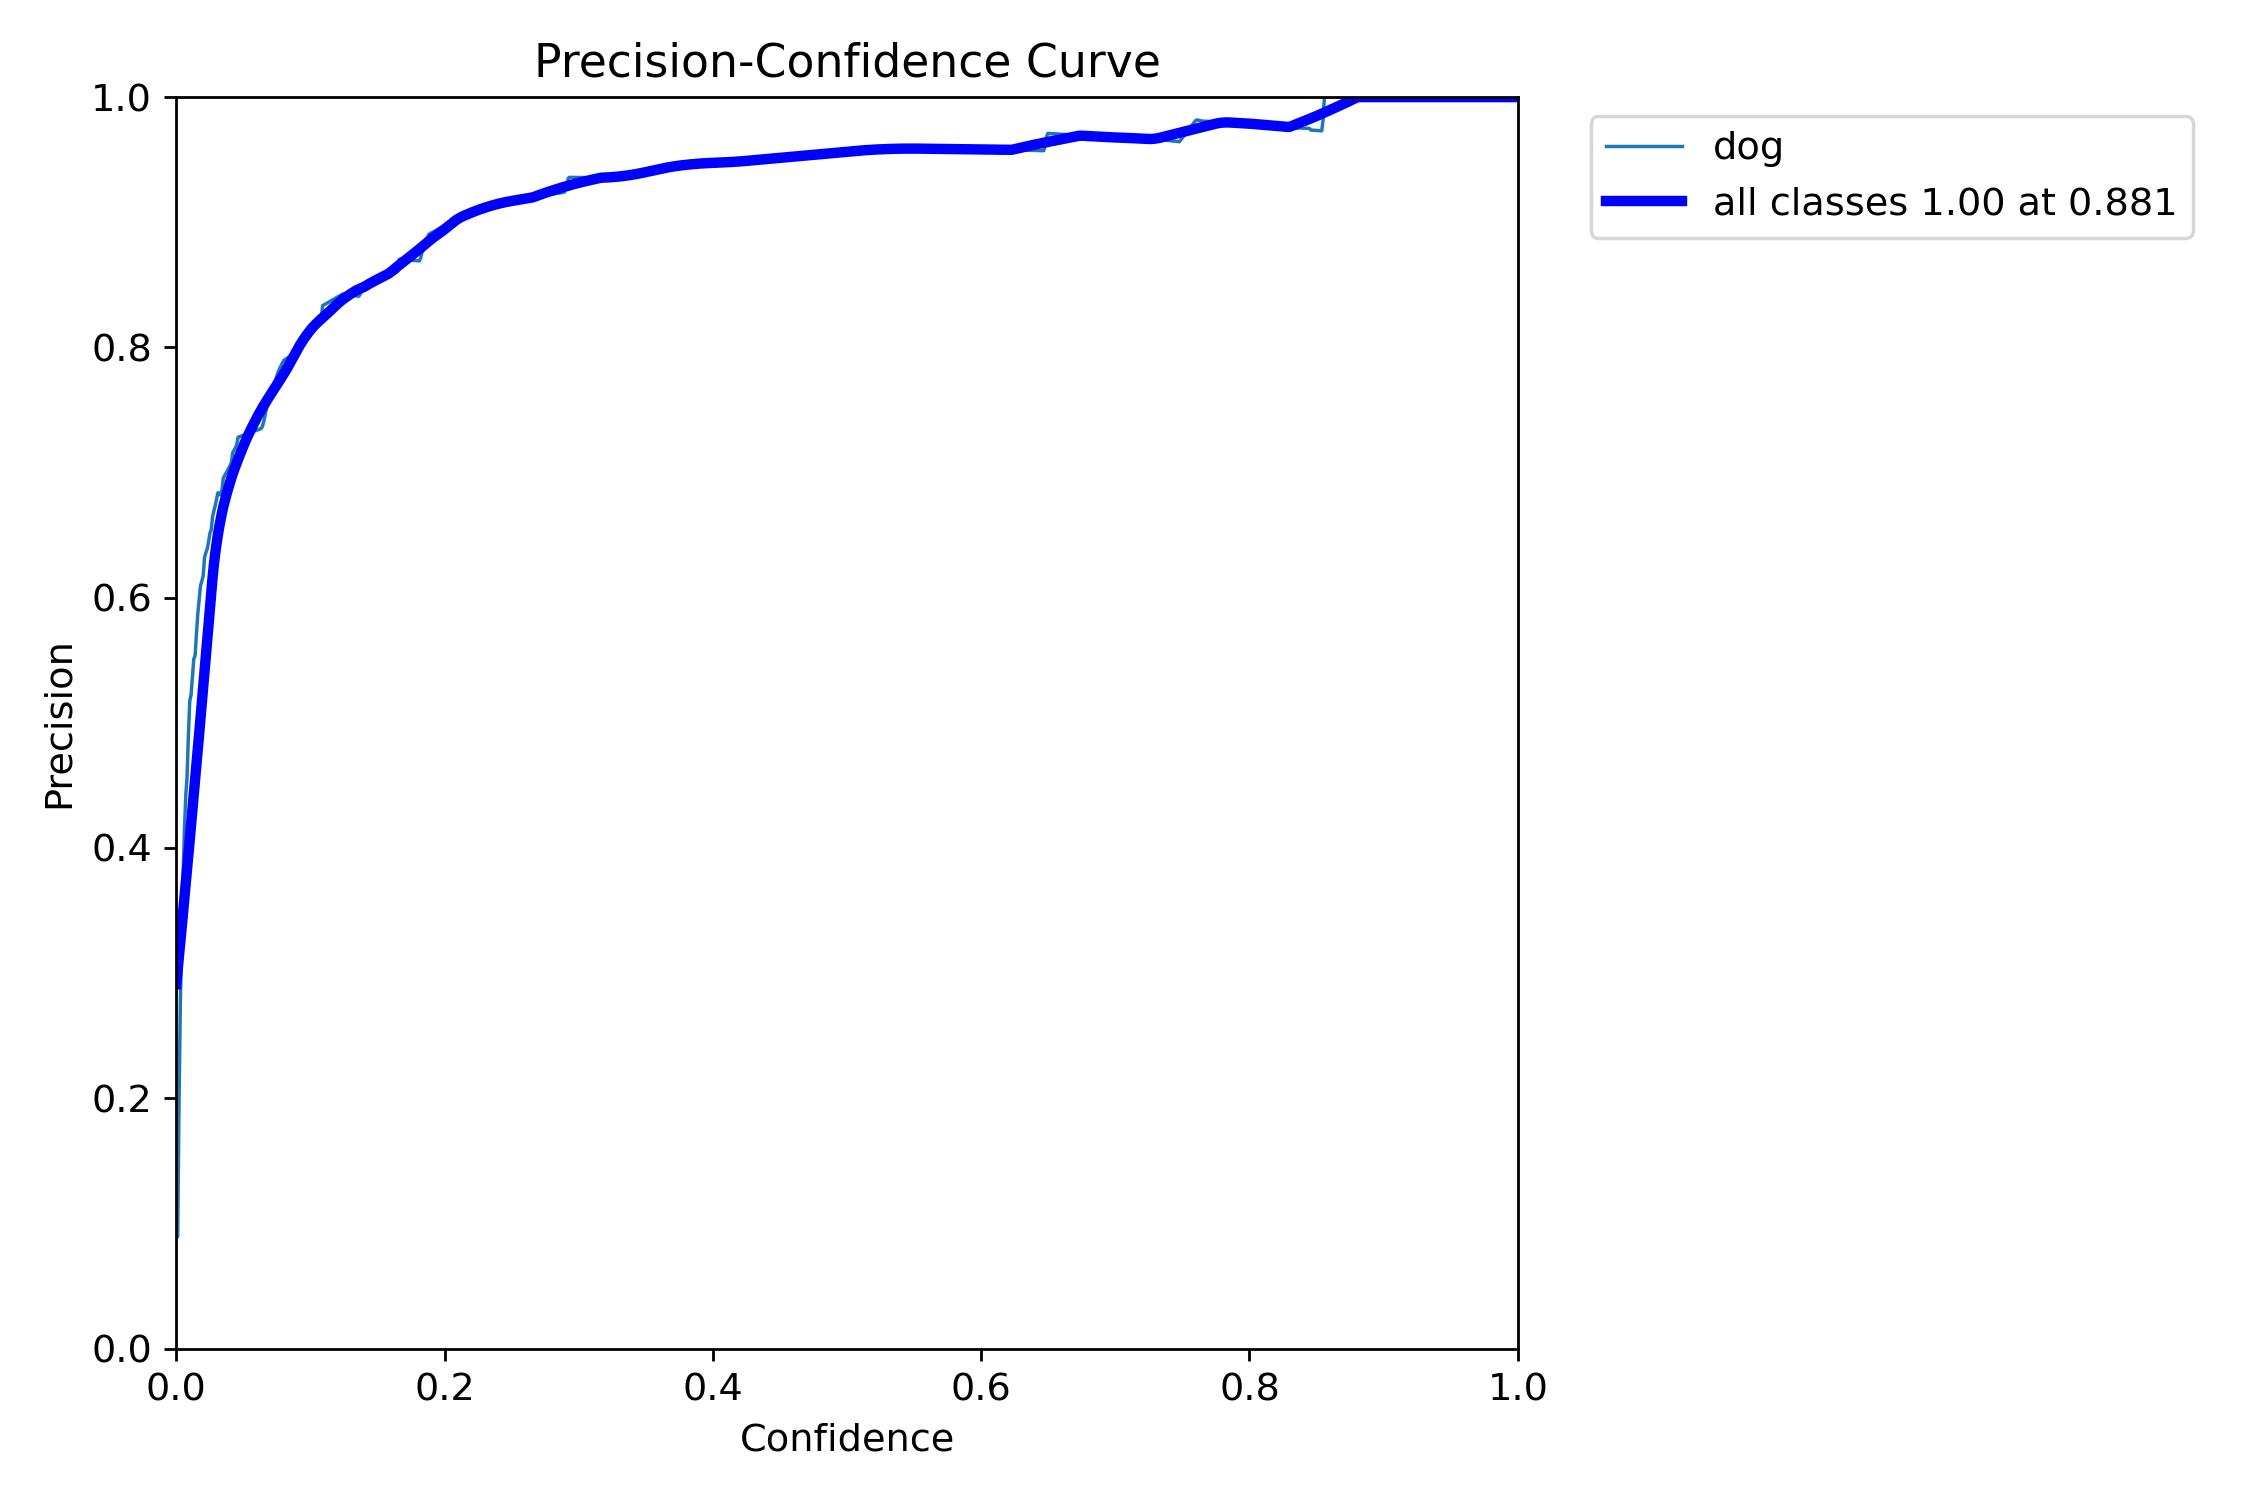 Precision-Confidence Curve
1.0
0.8
0.6
0.4
0.2
0.0
Precision
0.0 0.2 0.4 0.6 0.8 1.0
Confidence
dog
all classes 1.00 at 0.881